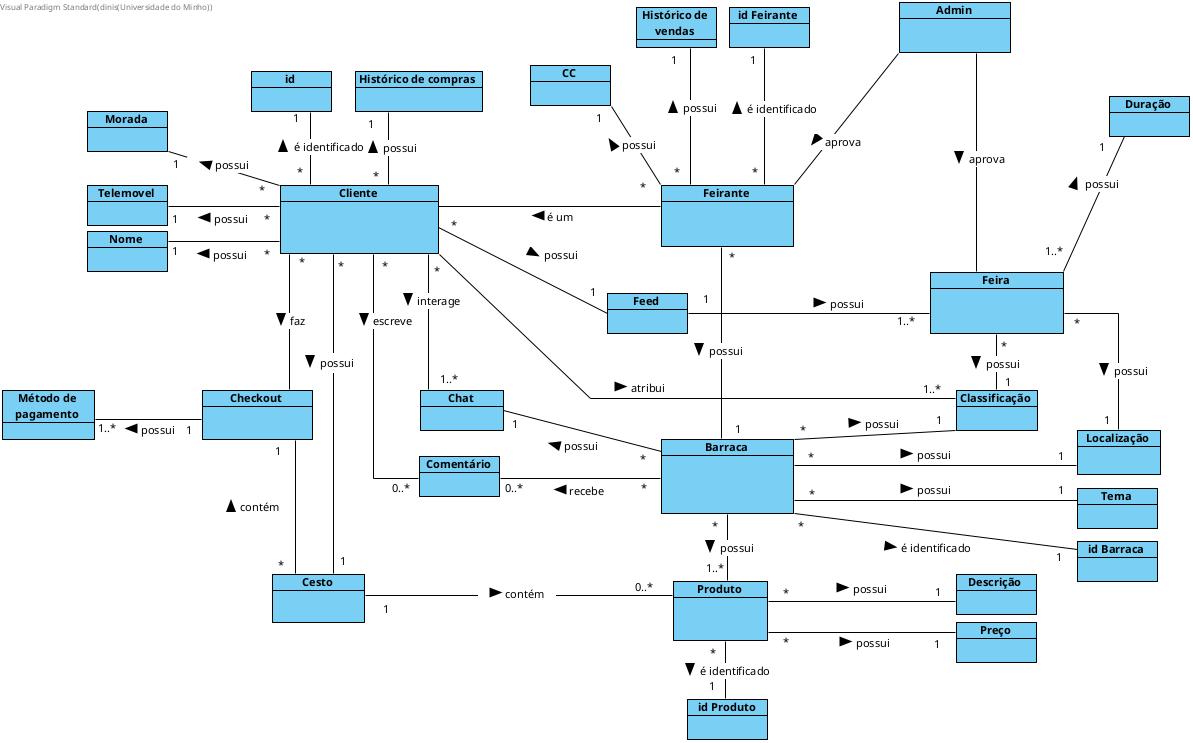 Visual Paradigm Standard(dinis(Universidade do Minho))
Histórico de
vendas
id Feirante
Admin
id
Histórico de compras
CC
Duração
Morada
1
1
é identificado
possui
1
1
possui
*
*
*
1
possui
*
1
possui
*
1
é identificado
*
aprova
aprova
1
possui
1..*
Telemovel
1
possui
*
Nome
1
possui
*
Cliente
é um
Feirante
*
possui
1
Feed
1
possui
1..*
Feira
*
*
*
*
faz
possui
escreve
interage
1..*
*
possui
1
atribui
1..*
*
possui
1
*
possui
1
Método de
pagamento
1..*
possui
1
Checkout
Chat
1
possui
*
Classificação
*
possui
1
Localização
Barraca
*
possui
1
Comentário
0..*
0..*
recebe
*
*
possui
1
Tema
1
contém
*
1
*
é identificado
1
id Barraca
*
possui
1..*
Cesto
1
contém
0..*
Produto
*
possui
1
Descrição
*
possui
1
Preço
*
é identificado
1
id Produto